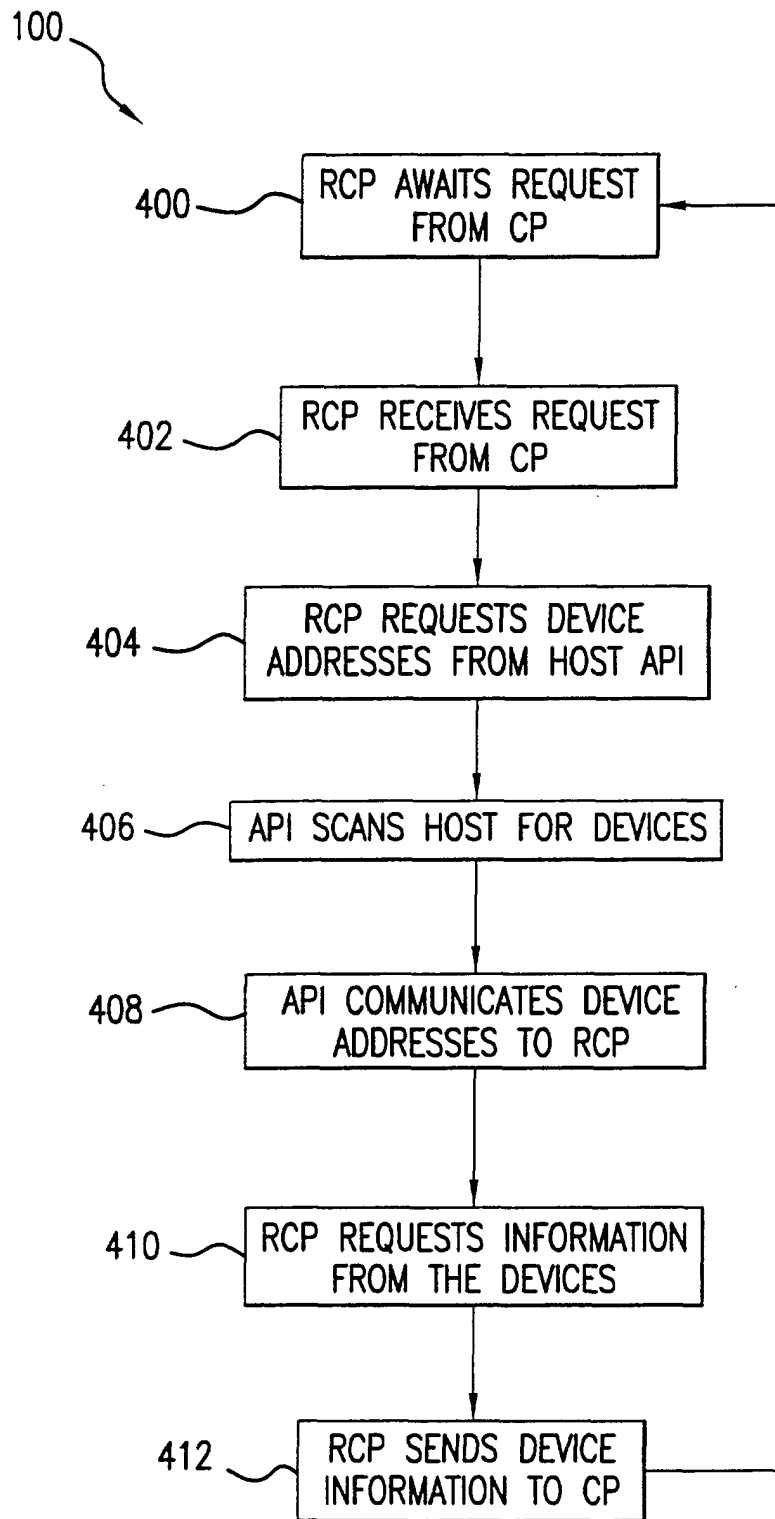 100
400
RCP AWAITS REQUEST
FROM CP
402
RCP RECEIVES REQUEST
FROM CP
404
RCP REQUESTS DEVICE
ADDRESSES FROM HOST API
406
API SCANS HOST FOR DEVICES
408
API COMMUNICATES DEVICE
ADDRESSES TO RCP
410
RCP REQUESTS INFORMATION
FROM THE DEVICES
412
RCP SENDS DEVICE
INFORMATION TO CP